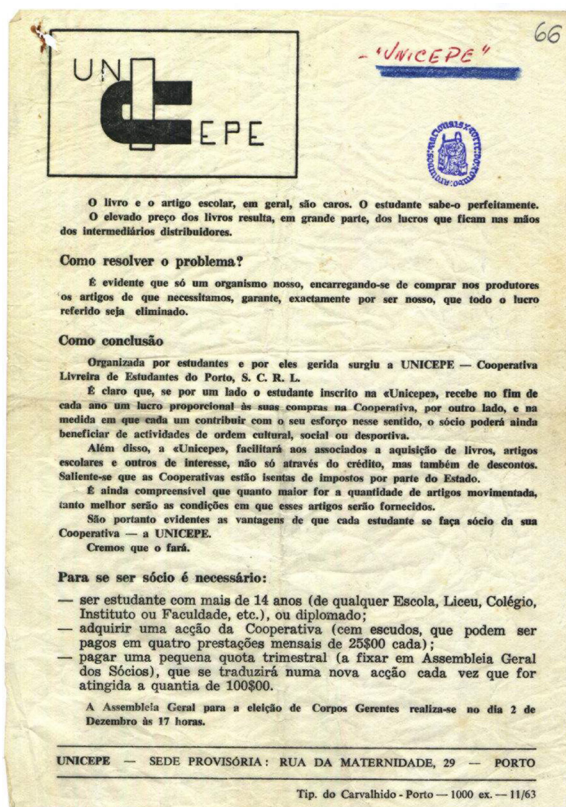 66
- "UNICEPE"
UNICEPE
O livro e o artigo escolar, em geral, são caros. O estudante sabe-o perfeitamente.
O elevado preço dos livros resulta, em grande parte, dos lucros que ficam nas mãos
dos intermediários distribuidores.
Como resolver o problema?
É evidente que só um organismo nosso, encarregando-se de comprar nos produtores
os artigos de que necessitamos, garante, exactamente por ser nosso, que todo o lucro
referido seja eliminado.
Como conclusão
Organizada por estudantes e por eles gerida surgiu a UNICEPE — Cooperativa
Livreira de Estudantes do Porto, S. C. R. L.
É claro que, se por um lado o estudante inscrito na «Unicepe», recebe no fim de
cada ano um lucro proporcional às suas compras na Cooperativa, por outro lado, e na
medida em que cada um contribuir com o seu esforço nesse sentido, o sócio poderá ainda
beneficiar de actividades de ordem cultural, social ou desportiva.
Além disso, a «Unicepe», facilitará aos associados a aquisição de livros, artigos
escolares e outros de interesse, não só através do crédito, mas também de descontos.
Saliente-se que as Cooperativas estão isentas de impostos por parte do Estado.
É ainda compreensível que quanto maior for a quantidade de artigos movimentada,
tanto melhor serão as condições em que esses artigos serão fornecidos.
São portanto evidentes as vantagens de que cada estudante se faça sócio da sua
Cooperativa — a UNICEPE.
Cremos que o fará.
Para se ser sócio é necessário:
— ser estudante com mais de 14 anos (de qualquer Escola, Liceu, Colégio,
Instituto ou Faculdade, etc.), ou diplomado;
— adquirir uma acção da Cooperativa (cem escudos, que podem ser
pagos em quatro prestações mensais de 25$00 cada);
— pagar uma pequena quota trimestral (a fixar em Assembleia Geral
dos Sócios), que se traduzirá numa nova acção cada vez que for
atingida a quantia de 100$00.
A Assembleia Geral para a eleição de Corpos Gerentes realiza-se no dia 2 de
Dezembro às 17 horas.
UNICEPE — SEDE PROVISÓRIA: RUA DA MATERNIDADE, 29 — PORTO
Tip. do Carvalhido - Porto — 1000 ex. — 11/63